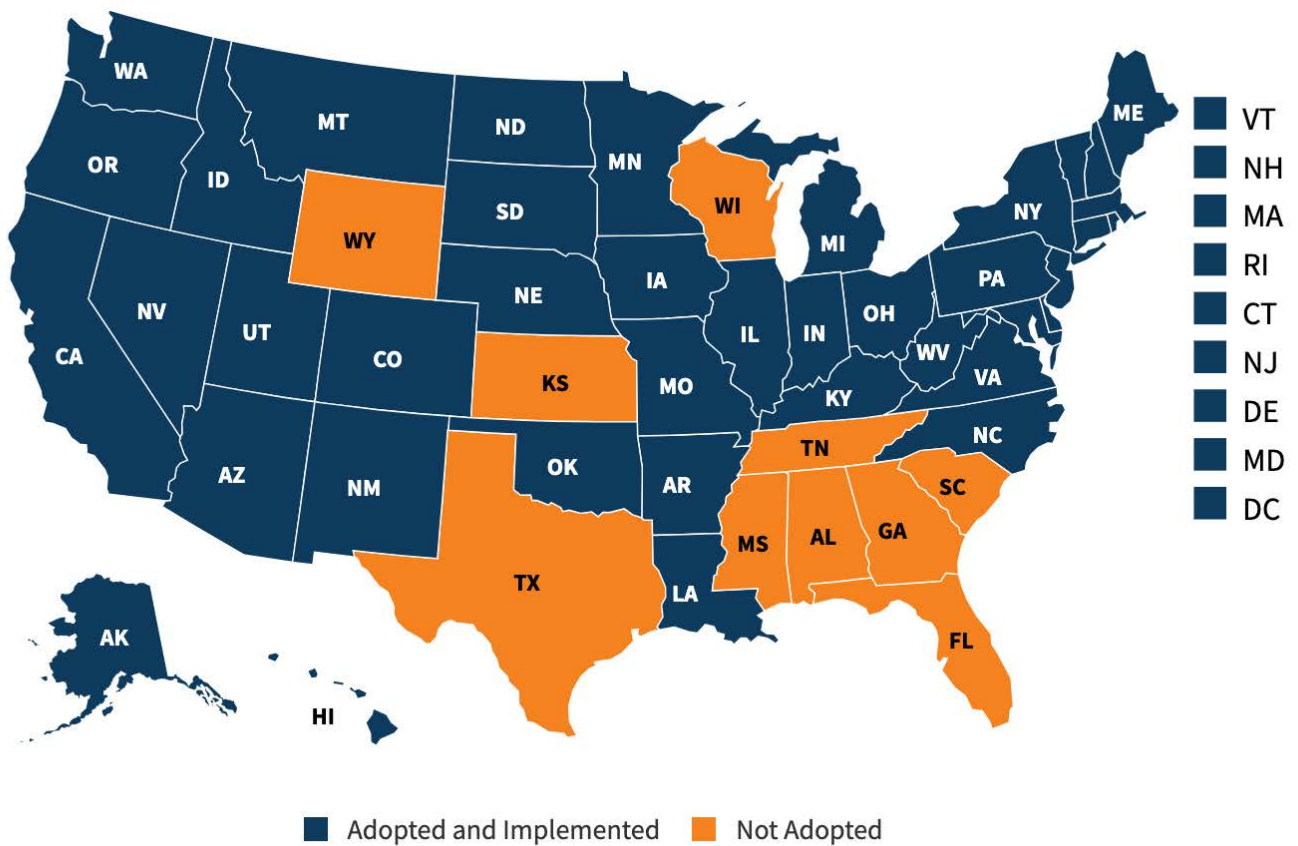 WA
MT
ND
MN
ME
VT
OR
ID
WY
SD
WI
MI
NY
NH
MA
RI
CT
NJ
DE
MD
DC
NV
UT
CO
NE
IA
PA
CA
KS
MO
IL
IN
OH
WV
VA
KY
AZ
NM
OK
AR
TN
NC
SC
MS
AL
GA
TX
LA
FL
AK
HI
Adopted and Implemented
Not Adopted